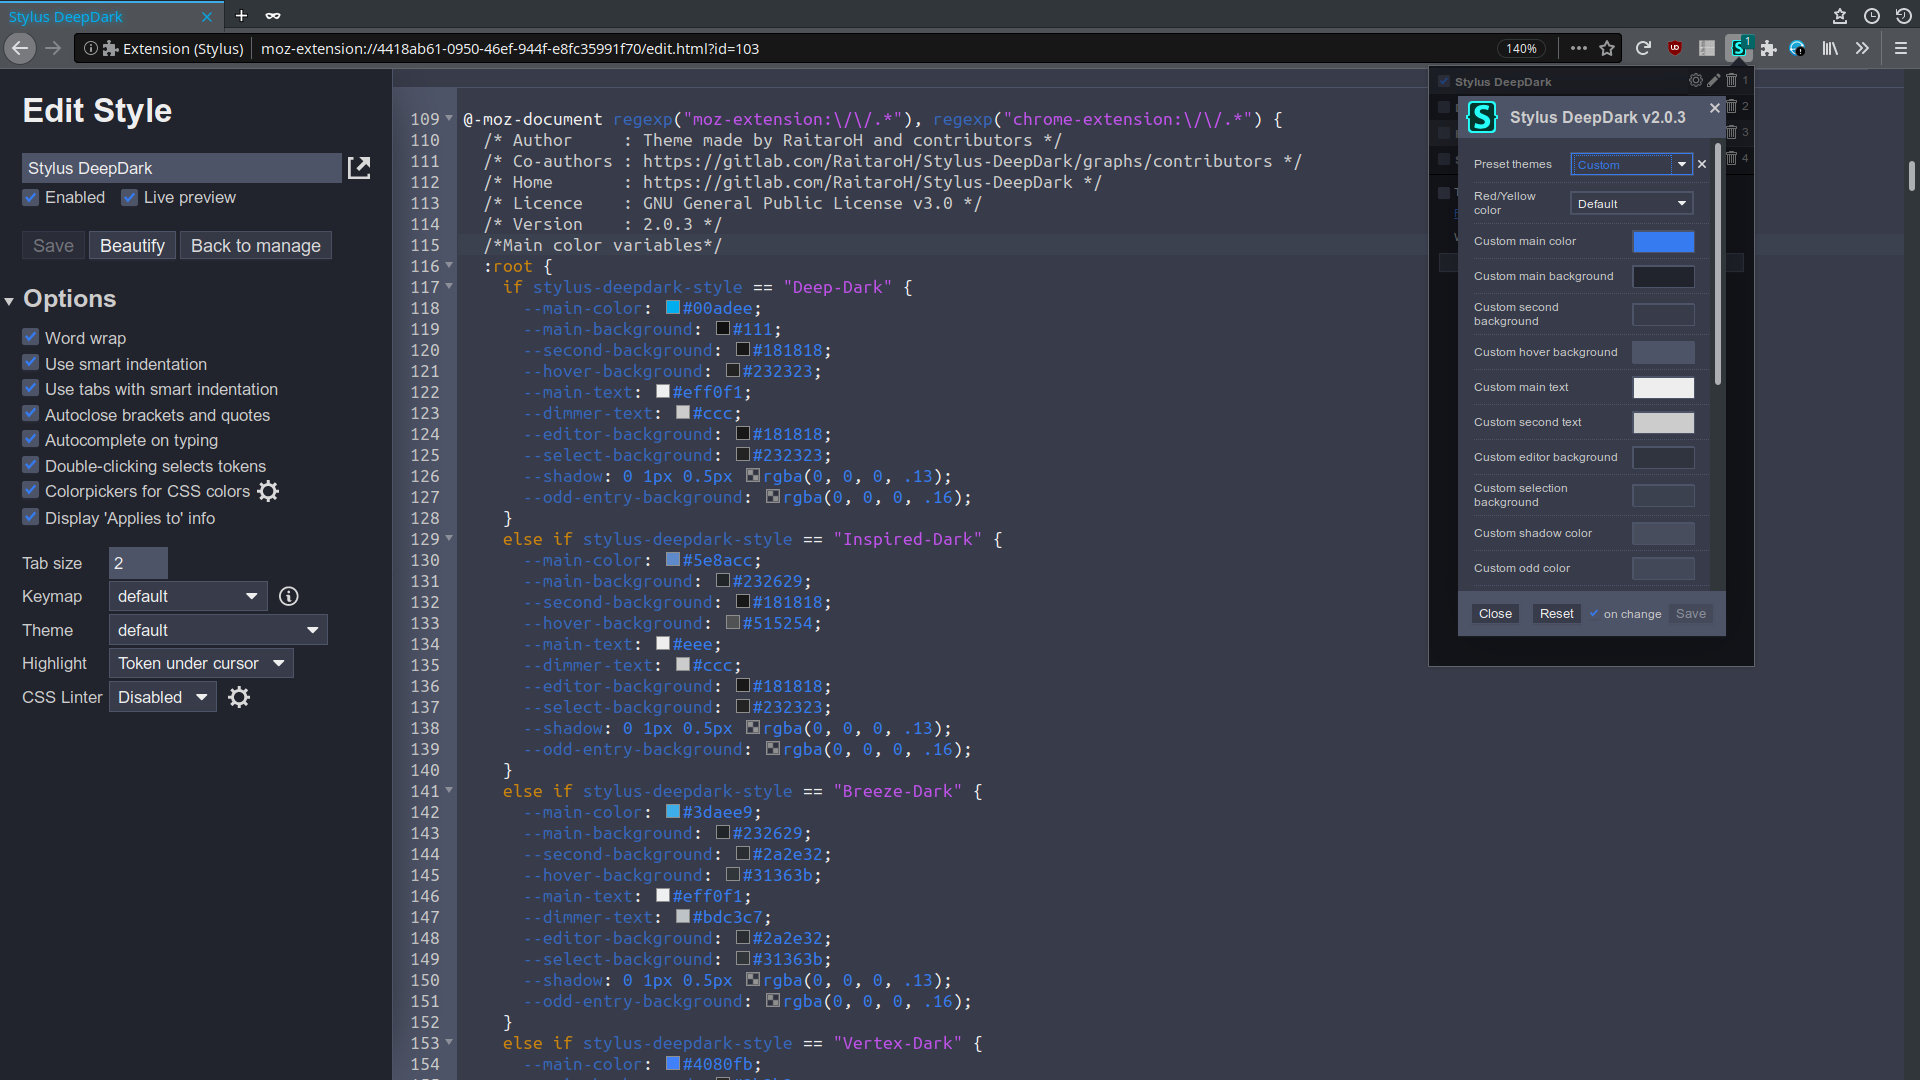 Stylus DeepDark
Extension (Stylus)
moz-extension://4418ab61-0950-46ef-944f-e8fc35991f70/edit.html?id=103
140%
1
Edit Style
Stylus DeepDark
Enabled
Live preview
Save
Beautify
Back to manage
Options
Word wrap
Use smart indentation
Use tabs with smart indentation
Autoclose brackets and quotes
Autocomplete on typing
Double-clicking selects tokens
Colorpickers for CSS colors
Display 'Applies to' info
Tab size
2
Keymap
default
Theme
default
Highlight
Token under cursor
CSS Linter
Disabled
109 @-moz-document regexp("moz-extension:\/\/.*"), regexp("chrome-extension:\/\/.*") {
110 /* Author : Theme made by RaitaroH and contributors */
111 /* Co-authors : https://gitlab.com/RaitaroH/Stylus-DeepDark/graphs/contributors */
112 /* Home : https://gitlab.com/RaitaroH/Stylus-DeepDark */
113 /* Licence : GNU General Public License v3.0 */
114 /* Version : 2.0.3 */
115 /*Main color variables*/
116 :root {
117 if stylus-deepdark-style == "Deep-Dark" {
118 --main-color: #00adee;
119 --main-background: #111;
120 --second-background: #181818;
121 --hover-background: #232323;
122 --main-text: #eff0f1;
123 --dimmer-text: #ccc;
124 --editor-background: #181818;
125 --select-background: #232323;
126 --shadow: 0 1px 0.5px rgba(0, 0, 0, .13);
127 --odd-entry-background: rgba(0, 0, 0, .16);
128 }
129 else if stylus-deepdark-style == "Inspired-Dark" {
130 --main-color: #5e8acc;
131 --main-background: #232629;
132 --second-background: #181818;
133 --hover-background: #515254;
134 --main-text: #eee;
135 --dimmer-text: #ccc;
136 --editor-background: #181818;
137 --select-background: #232323;
138 --shadow: 0 1px 0.5px rgba(0, 0, 0, .13);
139 --odd-entry-background: rgba(0, 0, 0, .16);
140 }
141 else if stylus-deepdark-style == "Breeze-Dark" {
142 --main-color: #3daee9;
143 --main-background: #232629;
144 --second-background: #2a2e32;
145 --hover-background: #31363b;
146 --main-text: #eff0f1;
147 --dimmer-text: #bdc3c7;
148 --editor-background: #2a2e32;
149 --select-background: #31363b;
150 --shadow: 0 1px 0.5px rgba(0, 0, 0, .13);
151 --odd-entry-background: rgba(0, 0, 0, .16);
152 }
153 else if stylus-deepdark-style == "Vertex-Dark" {
154 --main-color: #4080fb;
Stylus DeepDark
1
2
3
4
Stylus DeepDark v2.0.3
Preset themes
Custom
Red/Yellow
color
Default
Custom main color
Custom main background
Custom second
background
Custom hover background
Custom main text
Custom second text
Custom editor background
Custom selection
background
Custom shadow color
Custom odd color
Close
Reset
on change
Save